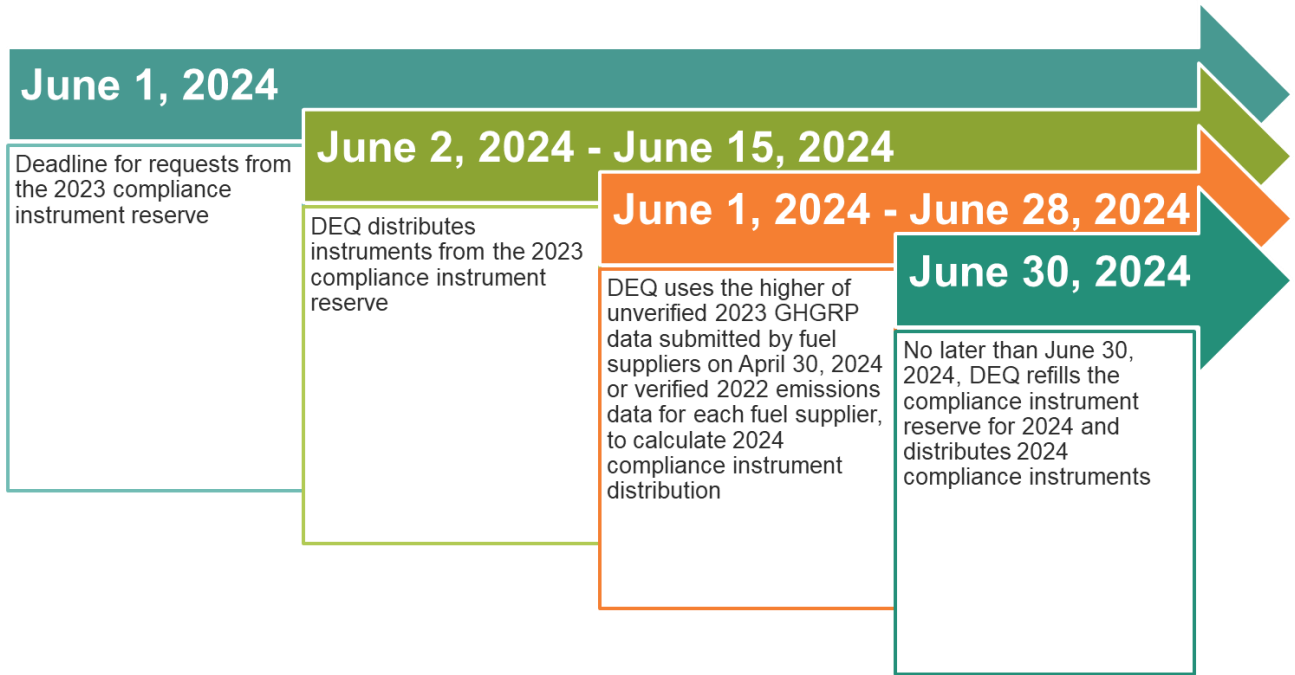 June 1, 2024
Deadline for requests from
the 2023 compliance
instrument reserve
June 2, 2024 - June 15, 2024
DEQ distributes
instruments from the 2023
compliance instrument
reserve
June 1, 2024 - June 28, 2024
DEQ uses the higher of
unverified 2023 GHGRP
data submitted by fuel
suppliers on April 30, 2024
or verified 2022 emissions
data for each fuel supplier,
to calculate 2024
compliance instrument
distribution
June 30, 2024
No later than June 30,
2024, DEQ refills the
compliance instrument
reserve for 2024 and
distributes 2024
compliance instruments